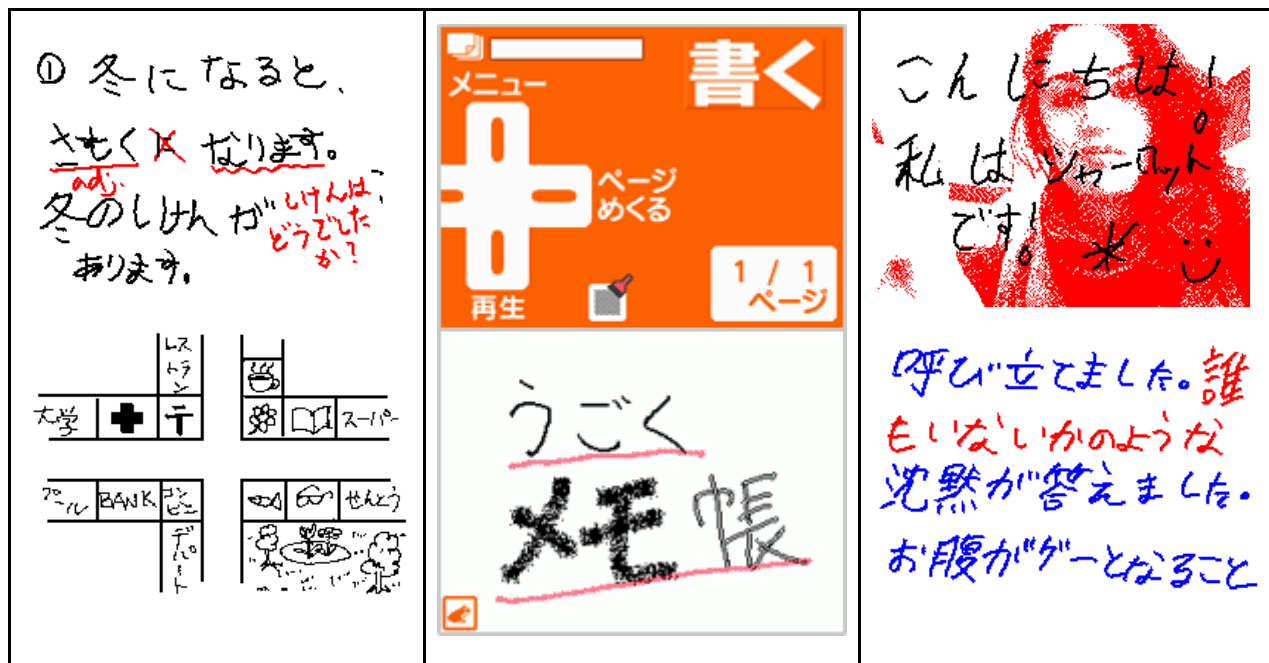 ① 冬になると、
さむくに なります。
adj.
冬のしけんが
しけんは
どうでした
か?
あります。
レストラン
大学
〒
スーパー
プール
BANK
コンビニ
せんとう
デパート
メニュー
書く
ページ
めくる
再生
1 / 1
ページ
うごく
メモ帳
こんにちは!
私はシャーロット
です!
呼び立てました。誰
もいないかのような
沈黙が答えました。
お腹がグーとなること